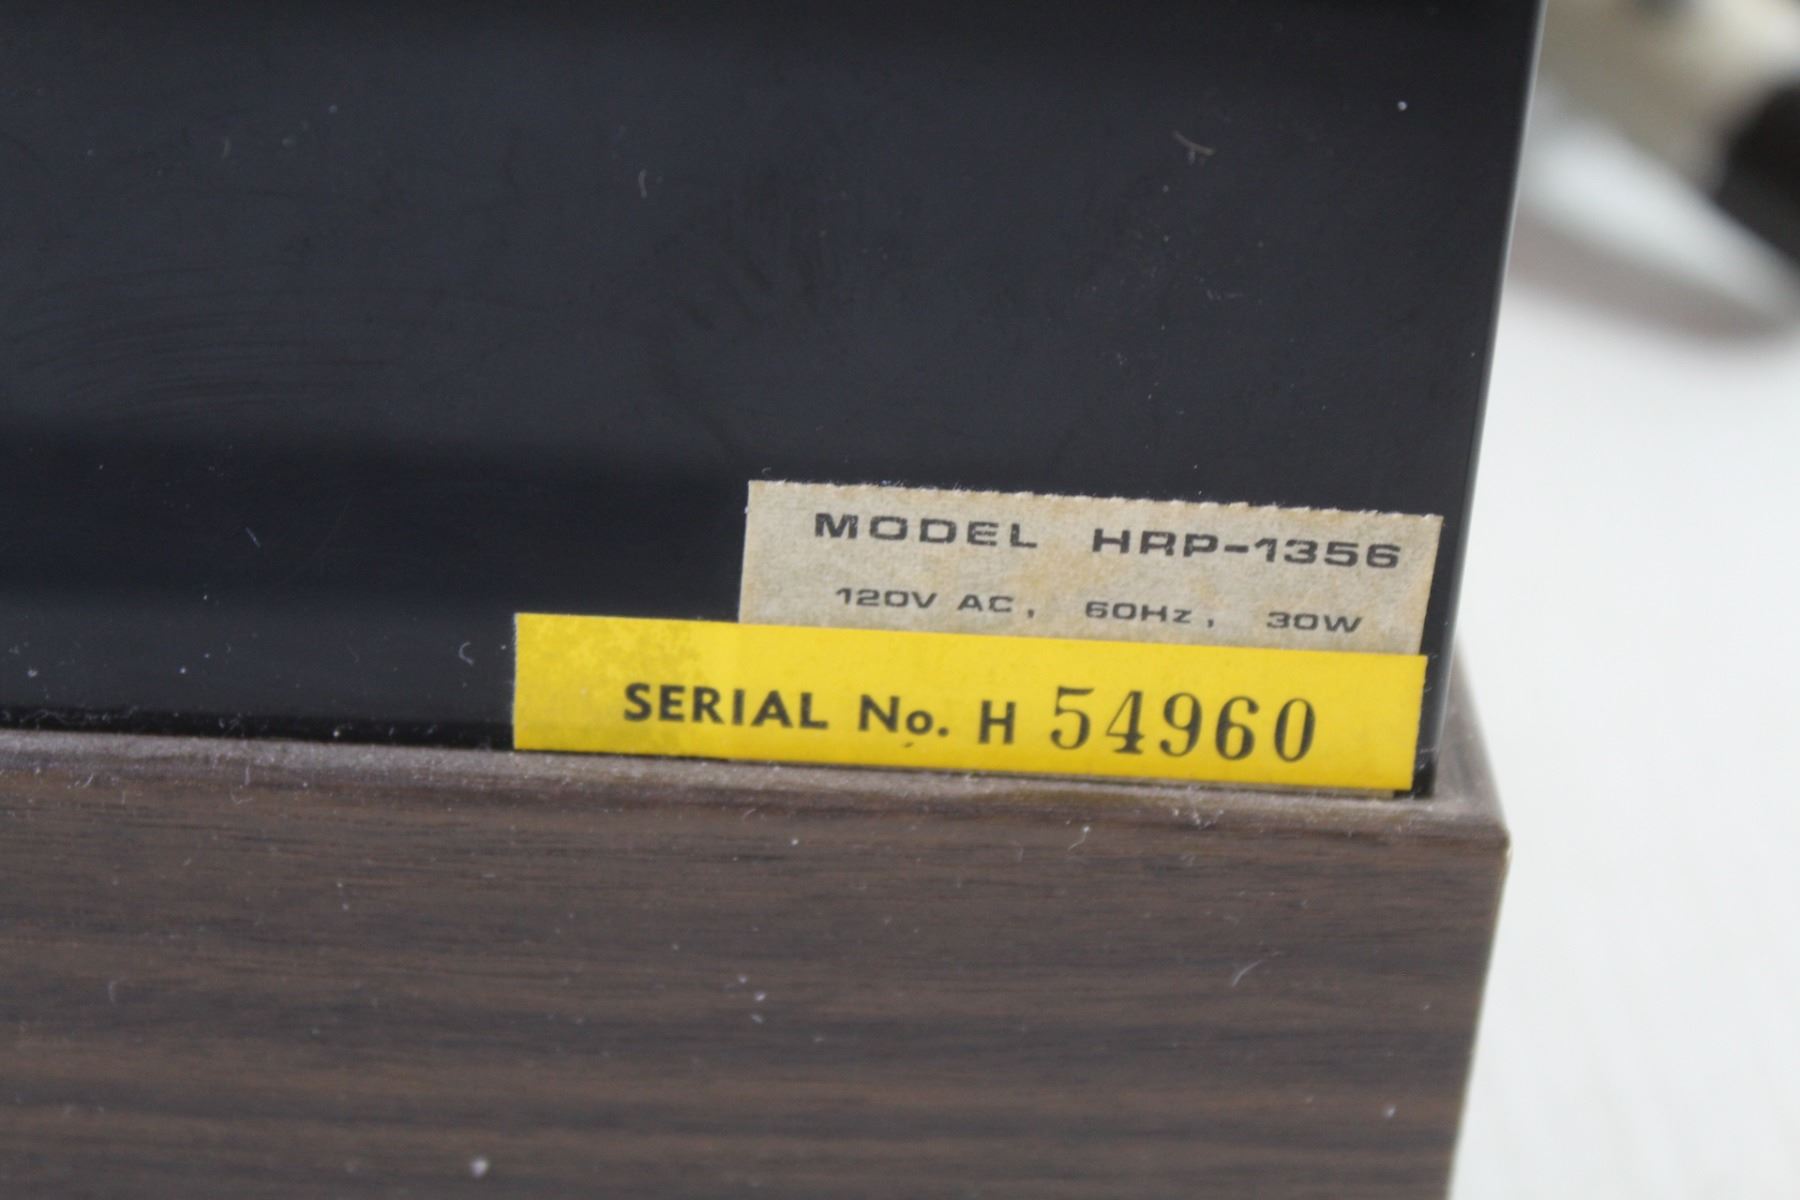 MODEL HRP-1356
120V AC, 60Hz, 30W
SERIAL No. H 54960